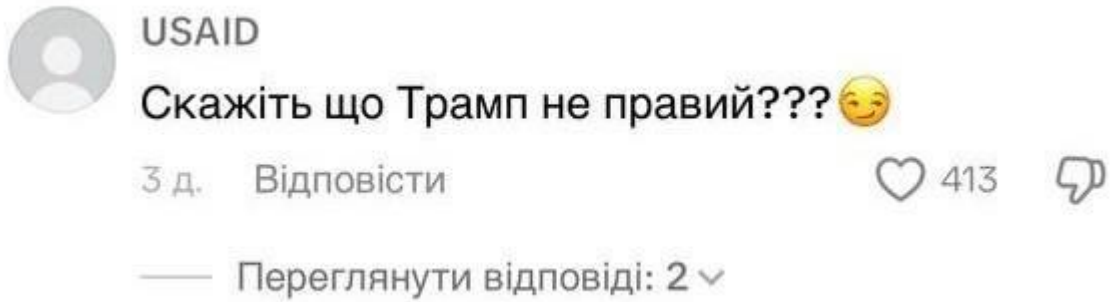 USAID
Скажіть що Трамп не правий???😏
3 д. Відповісти 413
Переглянути відповіді: 2